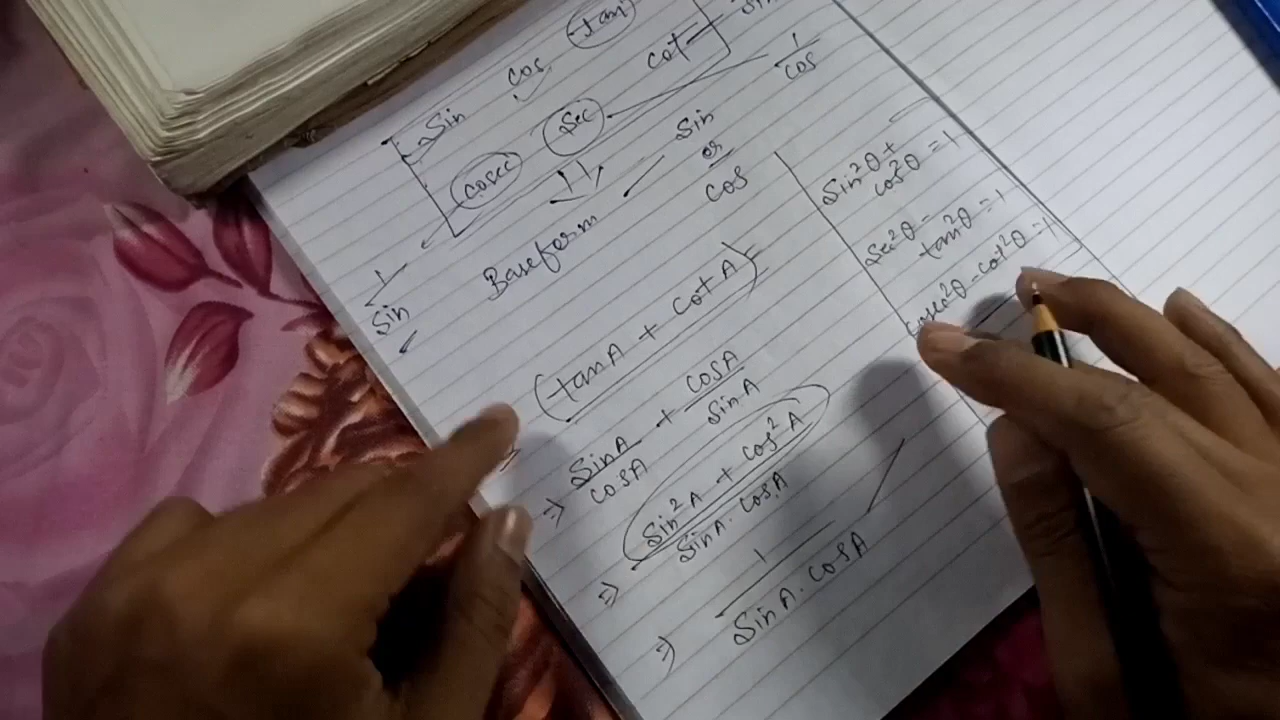 Sin cos tan
cosec sec cot
1/sin
1/cos
Baseform
Sin
or
cos
Sin²θ +
cos²θ = 1
Sec²θ -
tan²θ = 1
cosec²θ - cot²θ = 1
(tanA + cotA)
=> SinA/cosA + cosA/SinA
=> Sin²A + cos²A / SinA. cosA
=> 1/SinA. cosA